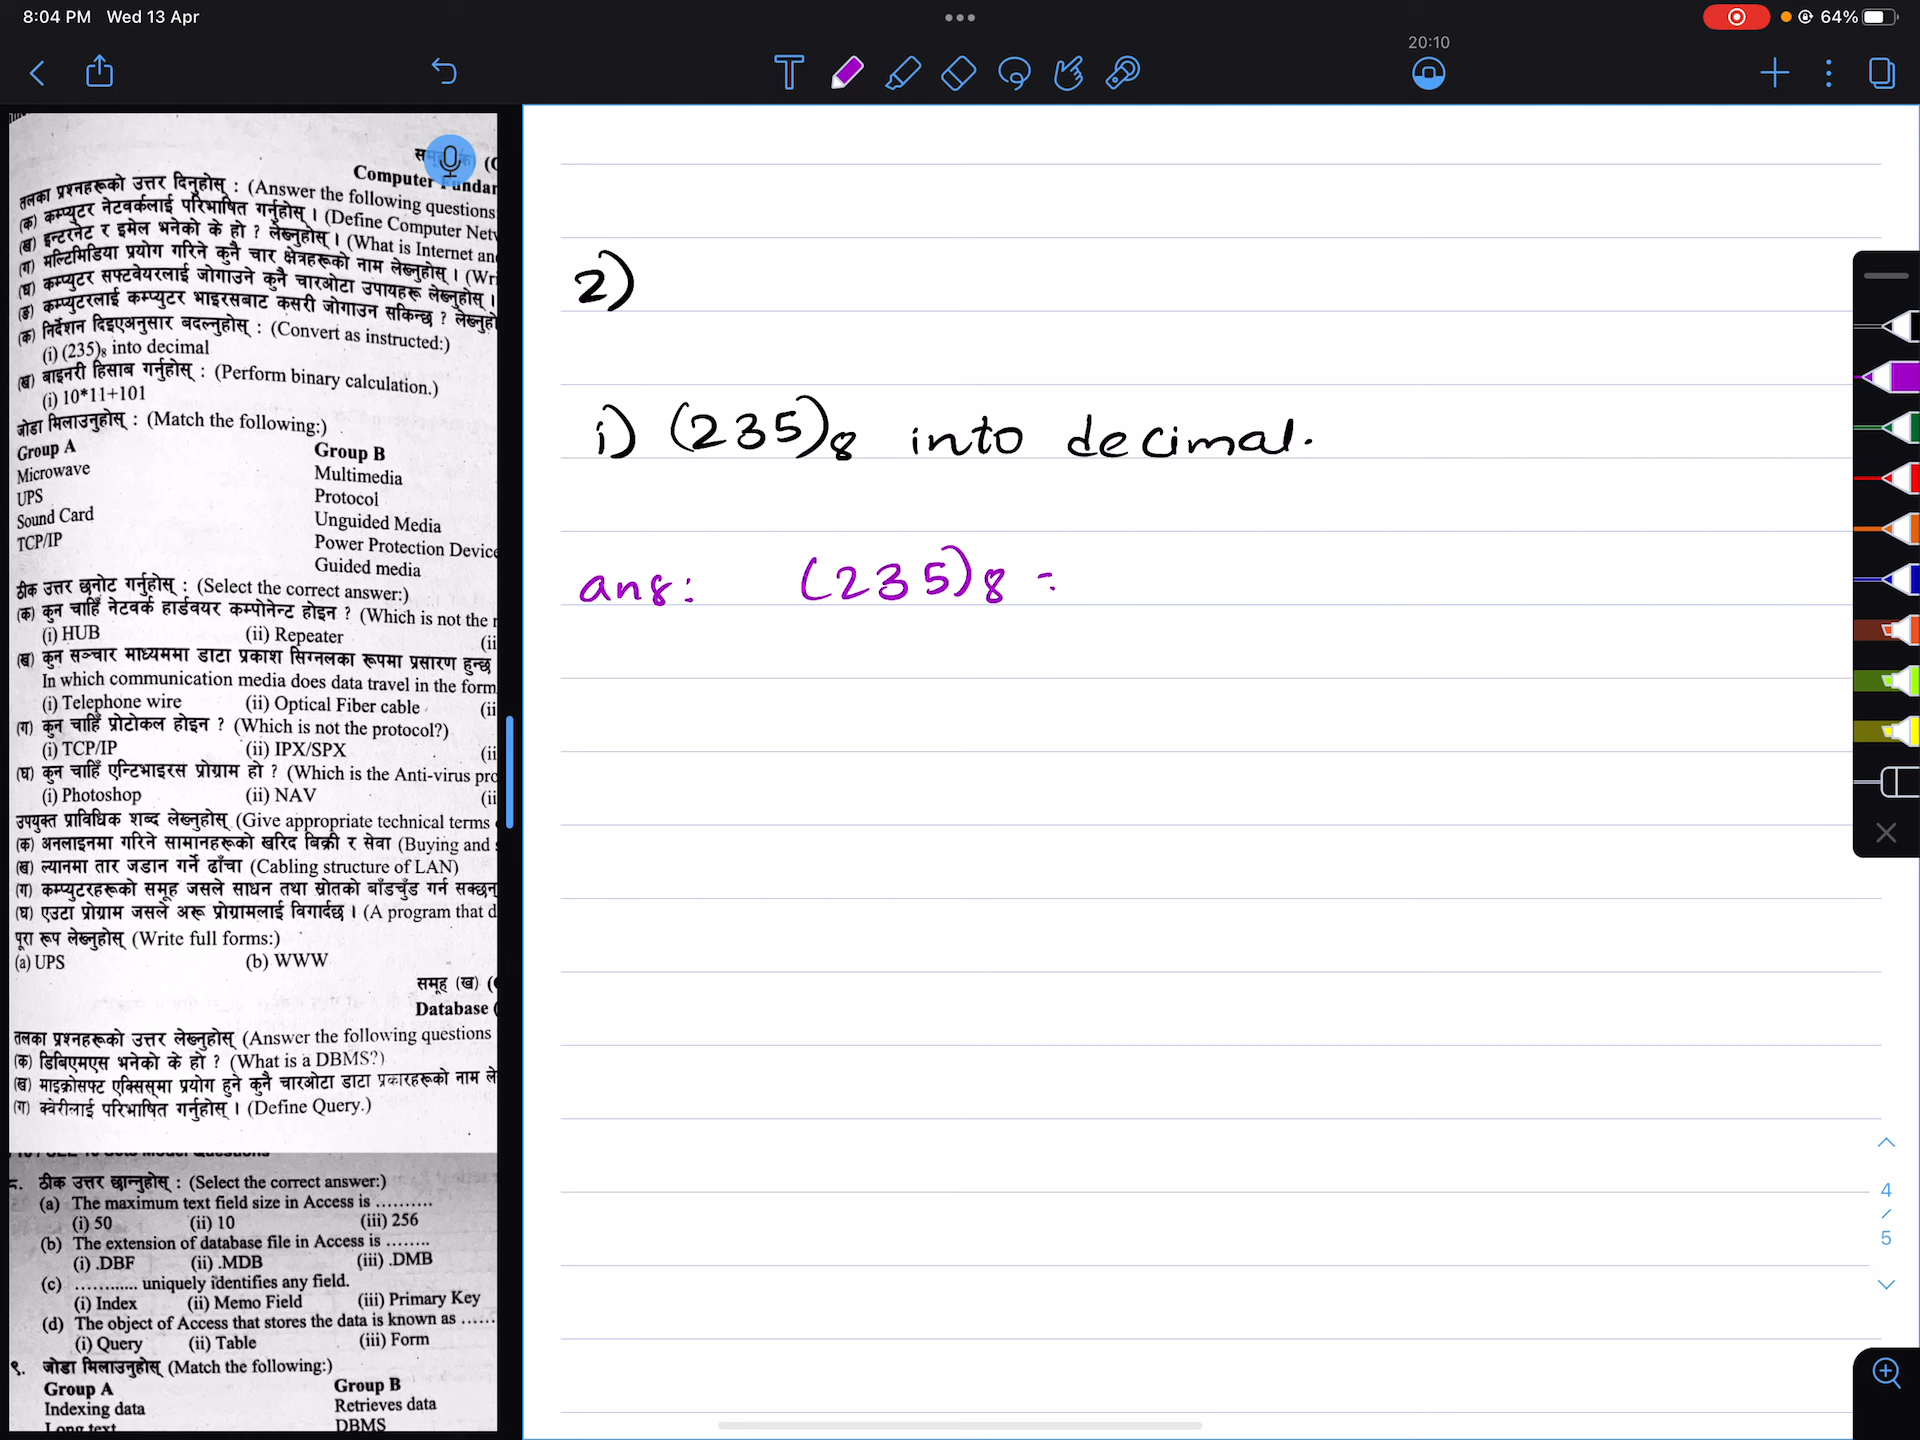 8:04 PM Wed 13 Apr
64%
20:10
(C
Computer Fundar
तलका प्रश्नहरूको उत्तर दिनुहोस् : (Answer the following questions
(क) कम्प्युटर नेटवर्कलाई परिभाषित गर्नुहोस् । (Define Computer Netw
(ख) इन्टरनेट र इमेल भनेको के हो ? लेख्नुहोस् । (What is Internet an
(ग) मल्टिमिडिया प्रयोग गरिने कुनै चार क्षेत्रहरूको नाम लेख्नुहोस् । (Wri
(घ) कम्प्युटर सफ्टवेयरलाई जोगाउने कुनै चारओटा उपायहरू लेख्नुहोस् ।
(ङ) कम्प्युटरलाई कम्प्युटर भाइरसबाट कसरी जोगाउन सकिन्छ ? लेख्नुहो
(क) निर्देशन दिइएअनुसार बदल्नुहोस् : (Convert as instructed:)
(i) (235)₈ into decimal
(ख) बाइनरी हिसाब गर्नुहोस् : (Perform binary calculation.)
(i) 10*11+101
जोडा मिलाउनुहोस् : (Match the following:)
Group A Group B
Microwave Multimedia
UPS Protocol
Sound Card Unguided Media
TCP/IP Power Protection Device
Guided media
ठीक उत्तर छनोट गर्नुहोस् : (Select the correct answer:)
(क) कुन चाहिँ नेटवर्क हार्डवयर कम्पोनेन्ट होइन ? (Which is not the n
(i) HUB (ii) Repeater (ii
(ख) कुन सञ्चार माध्यममा डाटा प्रकाश सिग्नलका रूपमा प्रसारण हुन्छ
In which communication media does data travel in the form
(i) Telephone wire (ii) Optical Fiber cable (ii
(ग) कुन चाहिँ प्रोटोकल होइन ? (Which is not the protocol?)
(i) TCP/IP (ii) IPX/SPX (ii
(घ) कुन चाहिँ एन्टिभाइरस प्रोग्राम हो ? (Which is the Anti-virus pro
(i) Photoshop (ii) NAV (ii
उपयुक्त प्राविधिक शब्द लेख्नुहोस् (Give appropriate technical terms
(क) अनलाइनमा गरिने सामानहरूको खरिद बिक्री र सेवा (Buying and s
(ख) ल्यानमा तार जडान गर्ने ढाँचा (Cabling structure of LAN)
(ग) कम्प्युटरहरूको समूह जसले साधन तथा स्रोतको बाँडचुँड गर्न सक्छन्
(घ) एउटा प्रोग्राम जसले अरू प्रोग्रामलाई विगार्दछ । (A program that d
पूरा रूप लेख्नुहोस् (Write full forms:)
(a) UPS (b) WWW
समूह (ख) (
Database (
तलका प्रश्नहरूको उत्तर लेख्नुहोस् (Answer the following questions
(क) डिबिएमएस भनेको के हो ? (What is a DBMS?)
(ख) माइक्रोसफ्ट एक्सिस्मा प्रयोग हुने कुनै चारओटा डाटा प्रकारहरूको नाम ले
(ग) क्वेरीलाई परिभाषित गर्नुहोस् । (Define Query.)
८. ठीक उत्तर छान्नुहोस् : (Select the correct answer:)
(a) The maximum text field size in Access is ..........
(i) 50 (ii) 10 (iii) 256
(b) The extension of database file in Access is ........
(i) .DBF (ii) .MDB (iii) .DMB
(c) ............ uniquely identifies any field.
(i) Index (ii) Memo Field (iii) Primary Key
(d) The object of Access that stores the data is known as ......
(i) Query (ii) Table (iii) Form
९. जोडा मिलाउनुहोस् (Match the following:)
Group A Group B
Indexing data Retrieves data
Long text DBMS
2)
i) (235)₈ into decimal.
ans: (235)₈ =
4
/
5